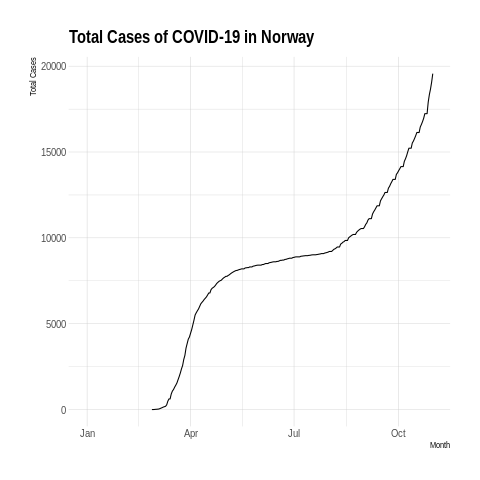 Total Cases of COVID-19 in Norway
Total Cases
20000
15000
10000
5000
0
Jan Apr Jul Oct
Month